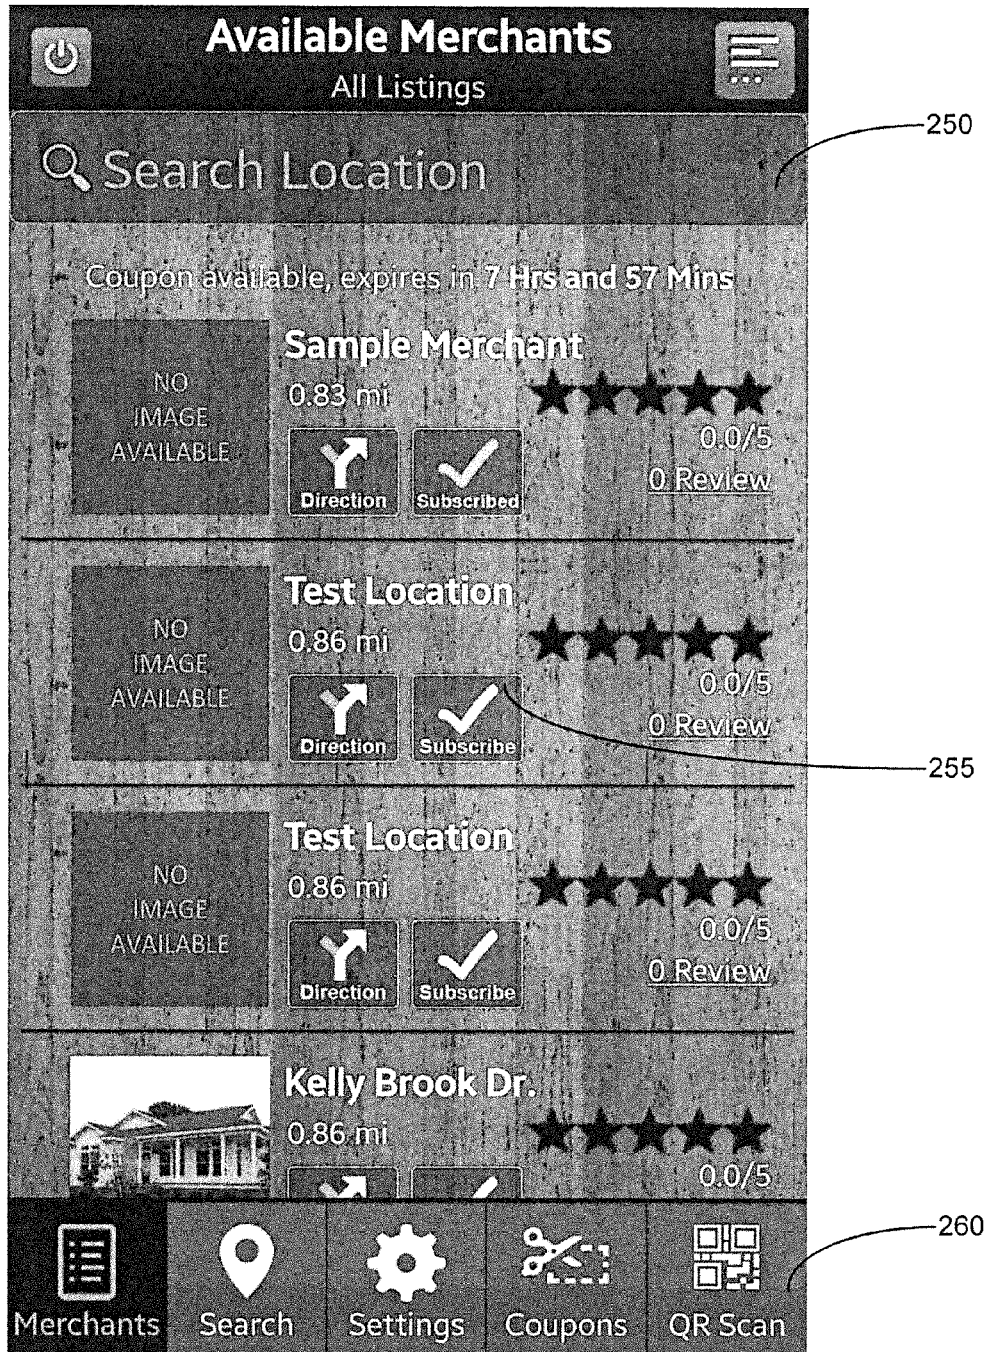 Available Merchants
All Listings
250
Search Location
Coupon available, expires in 7 Hrs and 57 Mins
NO
IMAGE
AVAILABLE
Sample Merchant
0.83 mi
Direction
Subscribed
0.0/5
0 Review
NO
IMAGE
AVAILABLE
Test Location
0.86 mi
Direction
Subscribe
0.0/5
0 Review
255
NO
IMAGE
AVAILABLE
Test Location
0.86 mi
Direction
Subscribe
0.0/5
0 Review
Kelly Brook Dr.
0.86 mi
0.0/5
260
Merchants
Search
Settings
Coupons
QR Scan